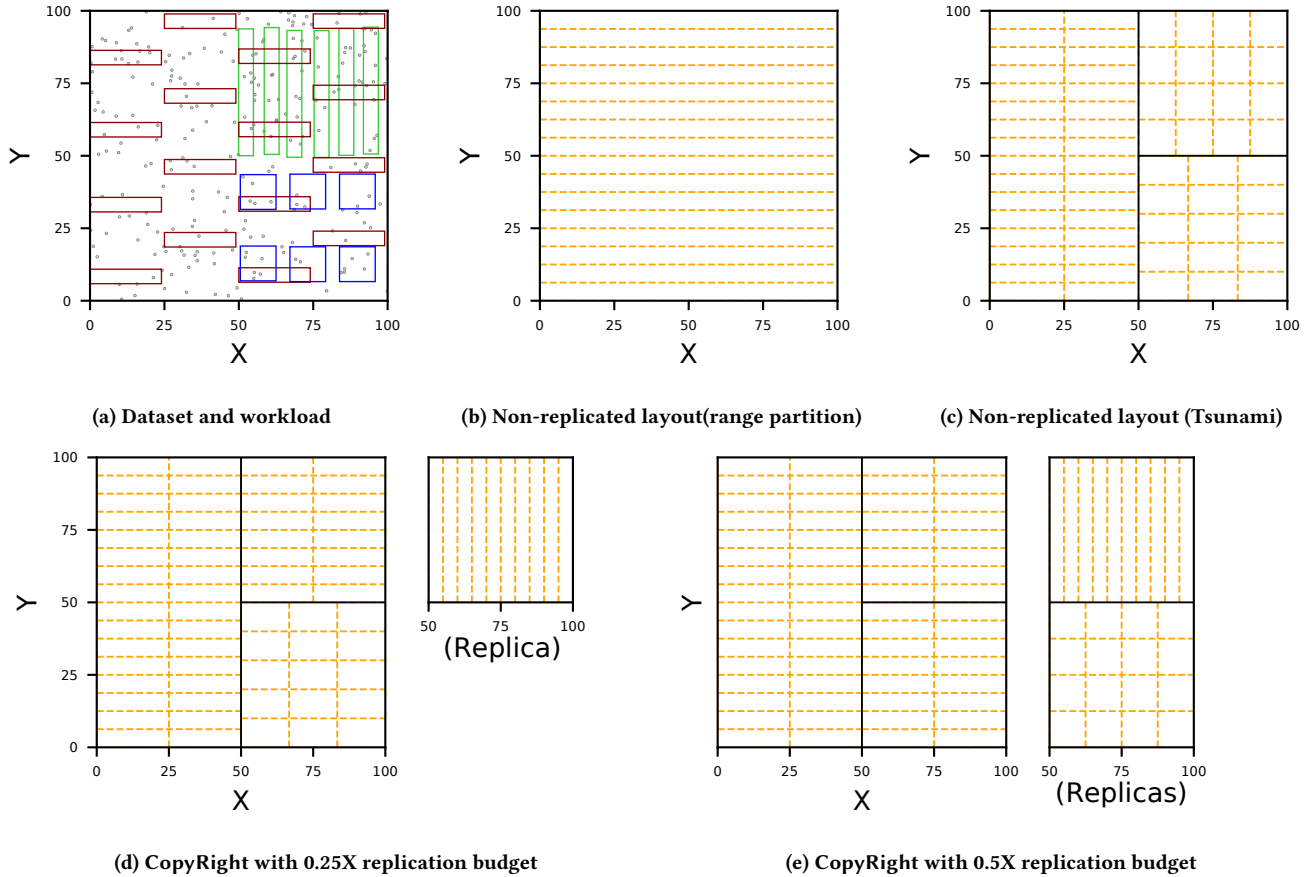 100
75
50
25
0
Y
0 25 50 75 100
X
100
75
50
25
0
Y
0 25 50 75 100
X
100
75
50
25
0
Y
0 25 50 75 100
X
(a) Dataset and workload
(b) Non-replicated layout(range partition)
(c) Non-replicated layout (Tsunami)
100
75
50
25
0
Y
0 25 50 75 100
X
50 100
(Replica)
100
75
50
25
0
Y
0 25 50 75 100
X
50 75 100
(Replicas)
(d) CopyRight with 0.25X replication budget
(e) CopyRight with 0.5X replication budget